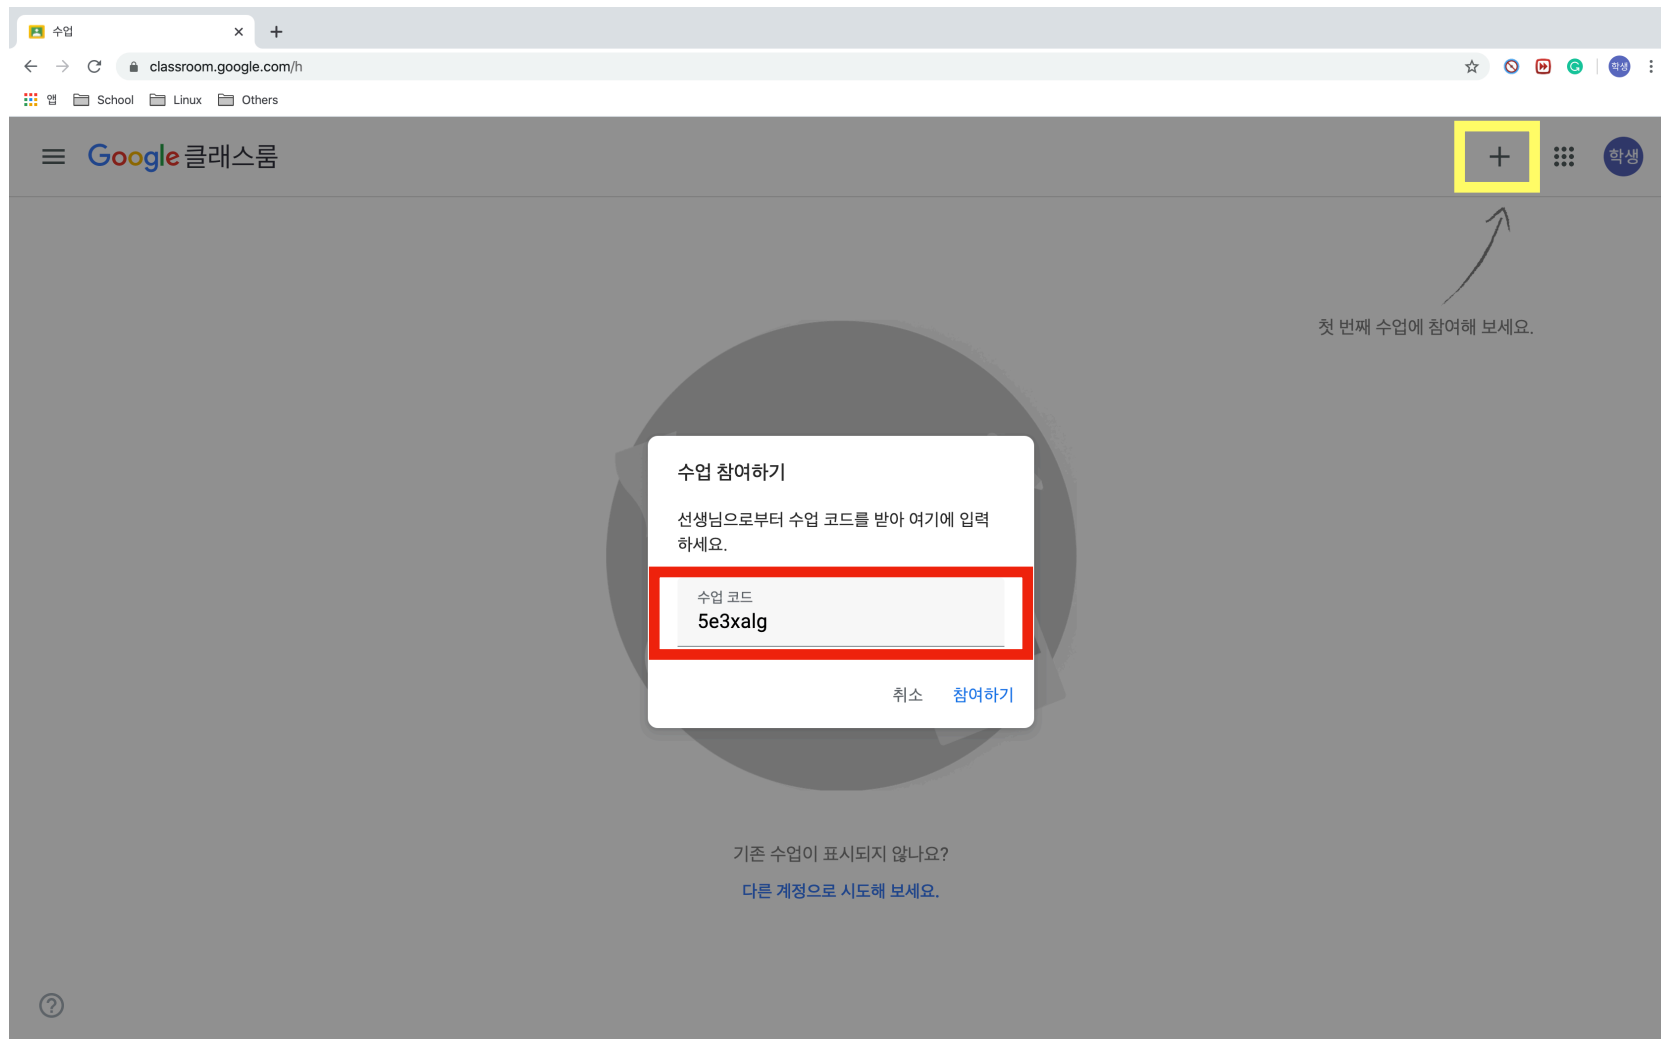 수업
classroom.google.com/h
앱 School Linux Others
학생
Google 클래스룸
학생
첫 번째 수업에 참여해 보세요.
수업 참여하기
선생님으로부터 수업 코드를 받아 여기에 입력
하세요.
수업 코드
5e3xalg
취소 참여하기
기존 수업이 표시되지 않나요?
다른 계정으로 시도해 보세요.